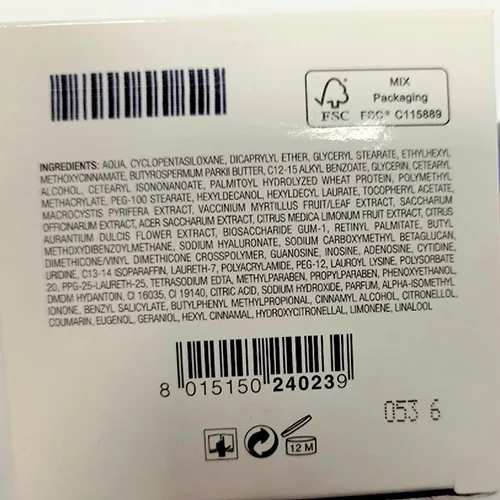 MIX
Packaging
FSC
FSC® C115889
INGREDIENTS: AQUA, CYCLOPENTASILOXANE, DICAPRYLYL ETHER, GLYCERYL STEARATE, ETHYLHEXYL
METHOXYCINNAMATE, BUTYROSPERMUM PARKII BUTTER, C12-15 ALKYL BENZOATE, GLYCERIN, CETEARYL
ALCOHOL, CETEARYL ISONONANOATE, PALMITOYL HYDROLYZED WHEAT PROTEIN, POLYMETHYL
METHACRYLATE, PEG-100 STEARATE, HEXYLDECANOL, HEXYLDECYL LAURATE, TOCOPHERYL ACETATE,
MACROCYSTIS PYRIFERA EXTRACT, VACCINIUM MYRTILLUS FRUIT/LEAF EXTRACT, SACCHARUM
OFFICINARUM EXTRACT, ACER SACCHARUM EXTRACT, CITRUS MEDICA LIMONUM FRUIT EXTRACT, CITRUS
AURANTIUM DULCIS FLOWER EXTRACT, BIOSACCHARIDE GUM-1, RETINYL PALMITATE, BUTYL
METHOXYDIBENZOYLMETHANE, SODIUM HYALURONATE, SODIUM CARBOXYMETHYL BETAGLUCAN,
DIMETHICONE/VINYL DIMETHICONE CROSSPOLYMER, GUANOSINE, INOSINE, ADENOSINE, CYTIDINE,
URIDINE, C13-14 ISOPARAFFIN, LAURETH-7, POLYACRYLAMIDE, PEG-12, LAUROYL LYSINE, POLYSORBATE
20, PPG-25-LAURETH-25, TETRASODIUM EDTA, METHYLPARABEN, PROPYLPARABEN, PHENOXYETHANOL,
DMDM HYDANTOIN, CI 16035, CI 19140, CITRIC ACID, SODIUM HYDROXIDE, PARFUM, ALPHA-ISOMETHYL
IONONE, BENZYL SALICYLATE, BUTYLPHENYL METHYLPROPIONAL, CINNAMYL ALCOHOL, CITRONELLOL,
COUMARIN, EUGENOL, GERANIOL, HEXYL CINNAMAL, HYDROXYCITRONELLAL, LIMONENE, LINALOOL
8 015150 240239
053 6
12 M